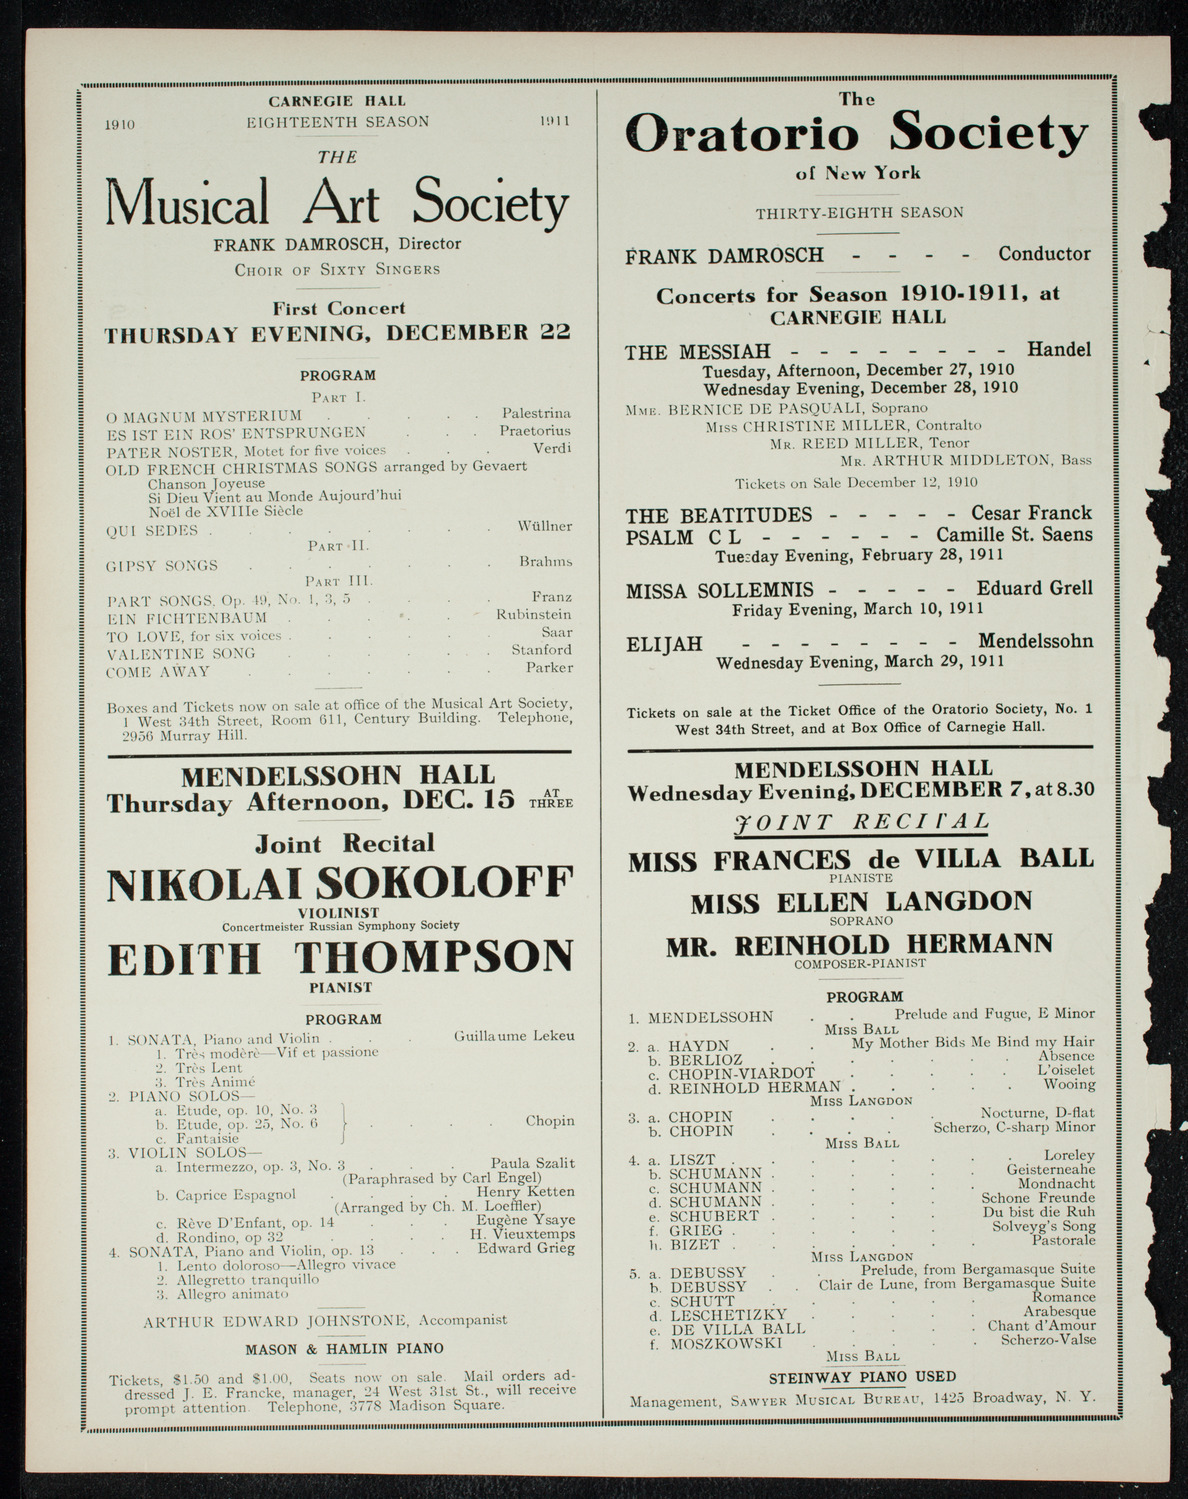 CARNEGIE HALL
1910 EIGHTEENTH SEASON 1911
THE
Musical Art Society
FRANK DAMROSCH, Director
CHOIR OF SIXTY SINGERS
First Concert
THURSDAY EVENING, DECEMBER 22
PROGRAM
PART I.
O MAGNUM MYSTERIUM . . . . . Palestrina
ES IST EIN ROS' ENTSPRUNGEN . . . Praetorius
PATER NOSTER, Motet for five voices . . . Verdi
OLD FRENCH CHRISTMAS SONGS arranged by Gevaert
Chanson Joyeuse
Si Dieu Vient au Monde Aujourd'hui
Noël de XVIIIe Siècle
QUI SEDES . . . . . . . Wüllner
PART II.
GIPSY SONGS . . . . . . . Brahms
PART III.
PART SONGS, Op. 49, No. 1, 3, 5 . . . . Franz
EIN FICHTENBAUM . . . . . . Rubinstein
TO LOVE, for six voices . . . . . Saar
VALENTINE SONG . . . . . . Stanford
COME AWAY . . . . . . . Parker
Boxes and Tickets now on sale at office of the Musical Art Society,
1 West 34th Street, Room 611, Century Building. Telephone,
2956 Murray Hill.
MENDELSSOHN HALL
Thursday Afternoon, DEC. 15 AT THREE
Joint Recital
NIKOLAI SOKOLOFF
VIOLINIST
Concertmeister Russian Symphony Society
EDITH THOMPSON
PIANIST
PROGRAM
1. SONATA, Piano and Violin . . . Guillaume Lekeu
1. Très modèrè—Vif et passione
2. Très Lent
3. Très Animé
2. PIANO SOLOS—
a. Etude, op. 10, No. 3
b. Etude, op. 25, No. 6 . . . . Chopin
c. Fantaisie
3. VIOLIN SOLOS—
a. Intermezzo, op. 3, No. 3 . . . Paula Szalit
(Paraphrased by Carl Engel)
b. Caprice Espagnol . . . . Henry Ketten
(Arranged by Ch. M. Loeffler)
c. Rêve D'Enfant, op. 14 . . . Eugène Ysaye
d. Rondino, op 32 . . . . H. Vieuxtemps
4. SONATA, Piano and Violin, op. 13 . . . Edward Grieg
1. Lento doloroso—Allegro vivace
2. Allegretto tranquillo
3. Allegro animato
ARTHUR EDWARD JOHNSTONE, Accompanist
MASON & HAMLIN PIANO
Tickets, $1.50 and $1.00, Seats now on sale. Mail orders ad-
dressed J. E. Francke, manager, 24 West 31st St., will receive
prompt attention. Telephone, 3778 Madison Square.
The
Oratorio Society
of New York
THIRTY-EIGHTH SEASON
FRANK DAMROSCH - - - - Conductor
Concerts for Season 1910-1911, at
CARNEGIE HALL
THE MESSIAH - - - - - - - - Handel
Tuesday, Afternoon, December 27, 1910
Wednesday Evening, December 28, 1910
MME. BERNICE DE PASQUALI, Soprano
MISS CHRISTINE MILLER, Contralto
MR. REED MILLER, Tenor
MR. ARTHUR MIDDLETON, Bass
Tickets on Sale December 12, 1910
THE BEATITUDES - - - - - Cesar Franck
PSALM C L - - - - - - Camille St. Saens
Tuesday Evening, February 28, 1911
MISSA SOLLEMNIS - - - - - Eduard Grell
Friday Evening, March 10, 1911
ELIJAH - - - - - - - - Mendelssohn
Wednesday Evening, March 29, 1911
Tickets on sale at the Ticket Office of the Oratorio Society, No. 1
West 34th Street, and at Box Office of Carnegie Hall.
MENDELSSOHN HALL
Wednesday Evening, DECEMBER 7, at 8.30
JOINT RECITAL
MISS FRANCES de VILLA BALL
PIANISTE
MISS ELLEN LANGDON
SOPRANO
MR. REINHOLD HERMANN
COMPOSER-PIANIST
PROGRAM
1. MENDELSSOHN . . Prelude and Fugue, E Minor
MISS BALL
2. a. HAYDN . . My Mother Bids Me Bind my Hair
b. BERLIOZ . . . . . . . Absence
c. CHOPIN-VIARDOT . . . . . L'oiselet
d. REINHOLD HERMAN . . . . . Wooing
MISS LANGDON
3. a. CHOPIN . . . . . Nocturne, D-flat
b. CHOPIN . . . . Scherzo, C-sharp Minor
MISS BALL
4. a. LISZT . . . . . . . . Loreley
b. SCHUMANN . . . . . . Geisterneahe
c. SCHUMANN . . . . . . Mondnacht
d. SCHUMANN . . . . . Schone Freunde
e. SCHUBERT . . . . . Du bist die Ruh
f. GRIEG . . . . . . Solveyg's Song
h. BIZET . . . . . . . Pastorale
MISS LANGDON
5. a. DEBUSSY . . Prelude, from Bergamasque Suite
b. DEBUSSY . . Clair de Lune, from Bergamasque Suite
c. SCHUTT . . . . . . Romance
d. LESCHETIZKY . . . . . Arabesque
e. DE VILLA BALL . . . . Chant d'Amour
f. MOSZKOWSKI . . . . Scherzo-Valse
MISS BALL
STEINWAY PIANO USED
Management, SAWYER MUSICAL BUREAU, 1425 Broadway, N. Y.